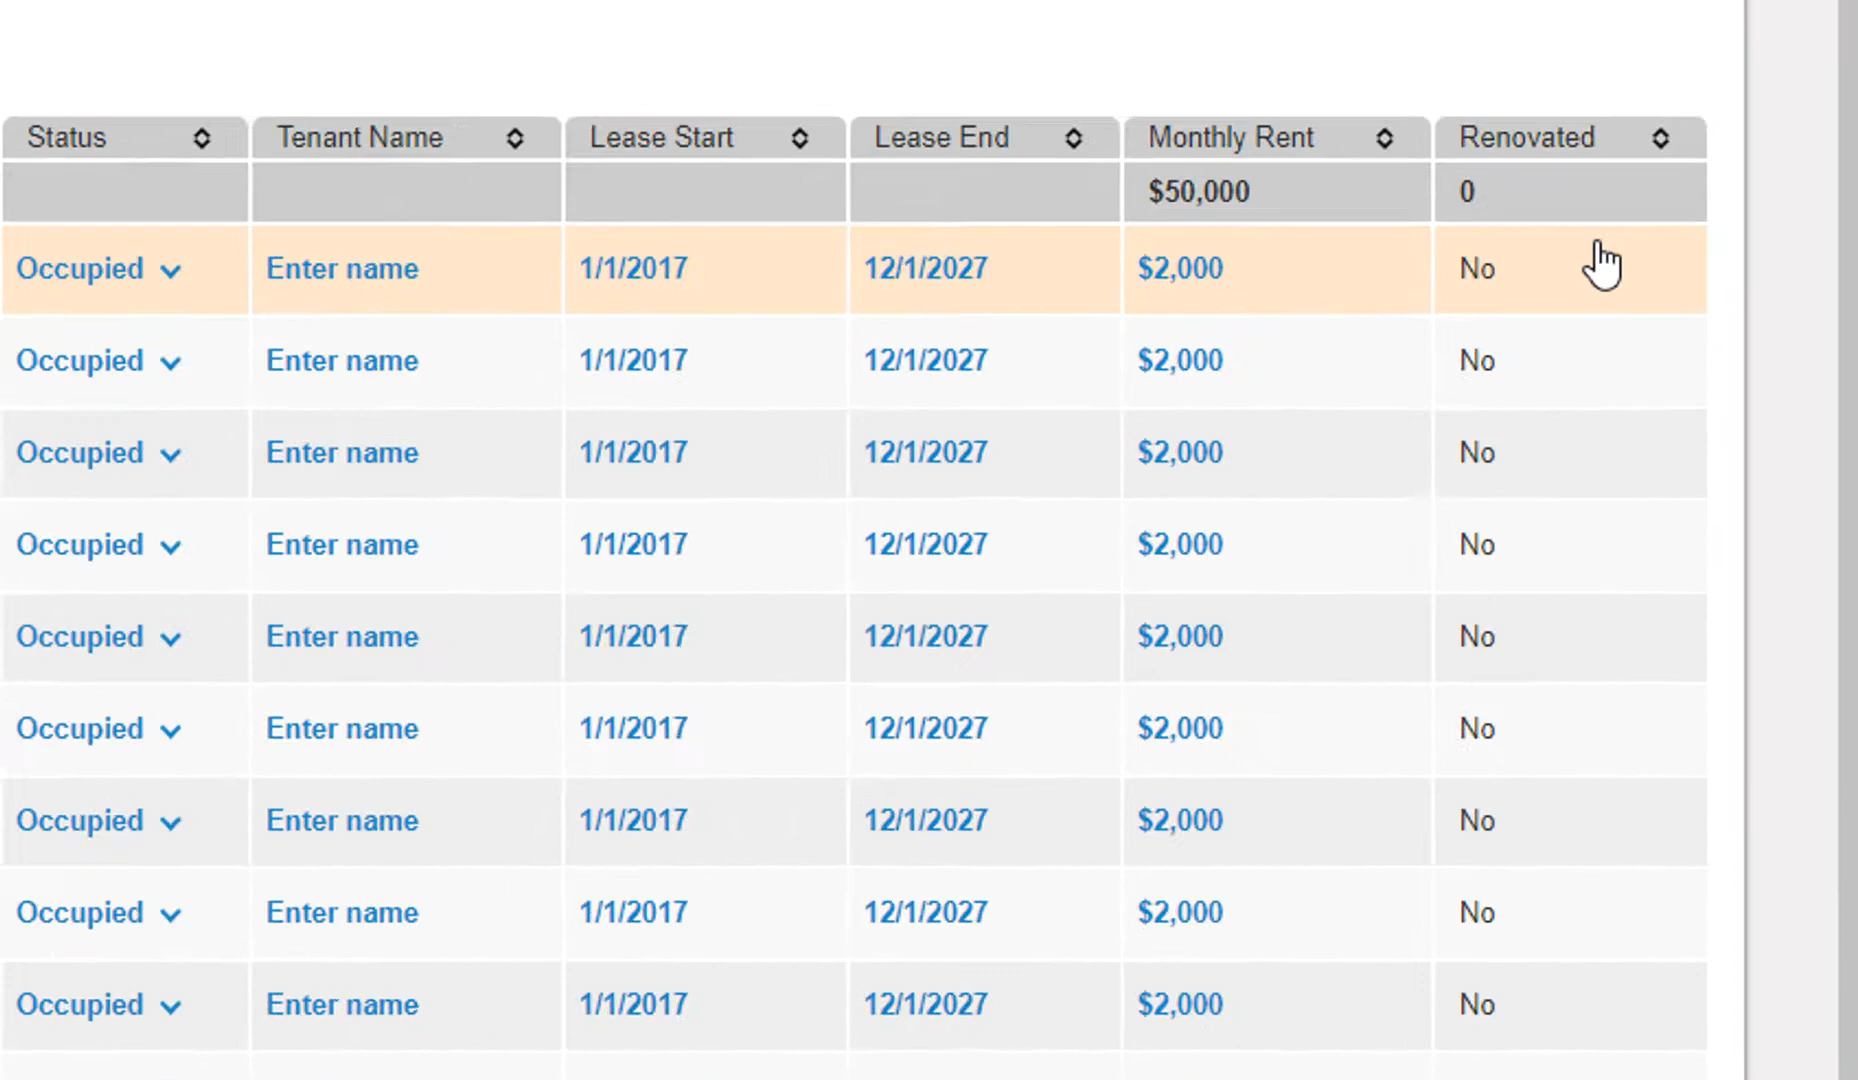 Status Tenant Name Lease Start Lease End Monthly Rent Renovated
$50,000 0
Occupied Enter name 1/1/2017 12/1/2027 $2,000 No
Occupied Enter name 1/1/2017 12/1/2027 $2,000 No
Occupied Enter name 1/1/2017 12/1/2027 $2,000 No
Occupied Enter name 1/1/2017 12/1/2027 $2,000 No
Occupied Enter name 1/1/2017 12/1/2027 $2,000 No
Occupied Enter name 1/1/2017 12/1/2027 $2,000 No
Occupied Enter name 1/1/2017 12/1/2027 $2,000 No
Occupied Enter name 1/1/2017 12/1/2027 $2,000 No
Occupied Enter name 1/1/2017 12/1/2027 $2,000 No